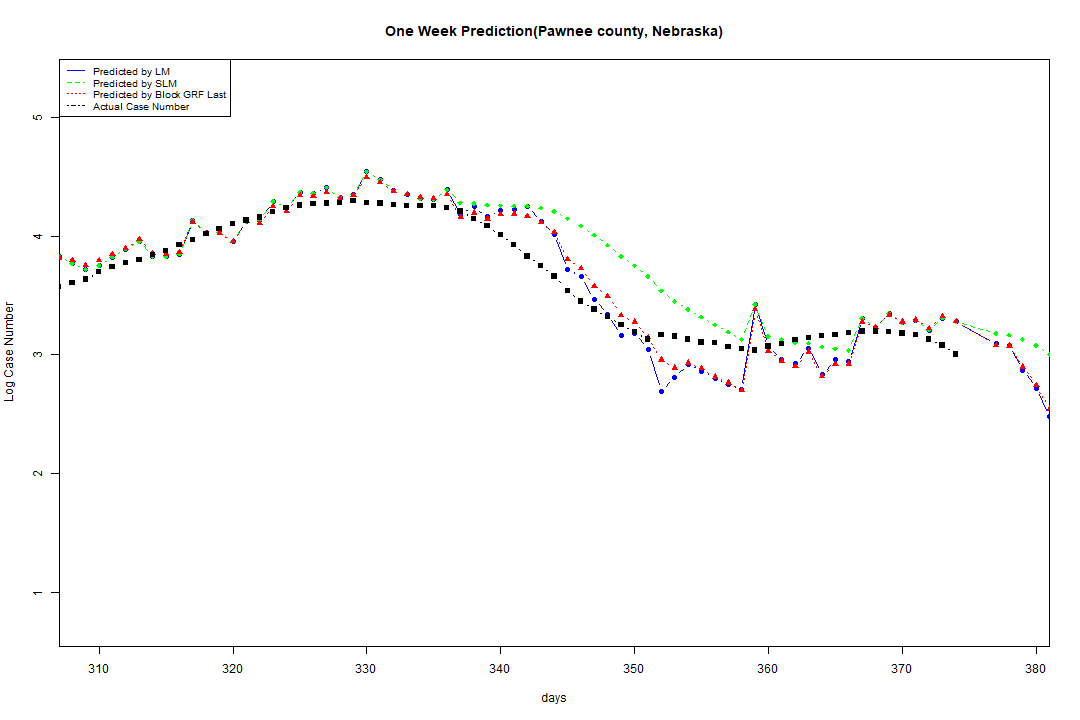 One Week Prediction(Pawnee county, Nebraska)
Predicted by LM
Predicted by SLM
Predicted by Block GRF Last
Actual Case Number
5
4
3
2
1
Log Case Number
310 320 330 340 350 360 370 380
days